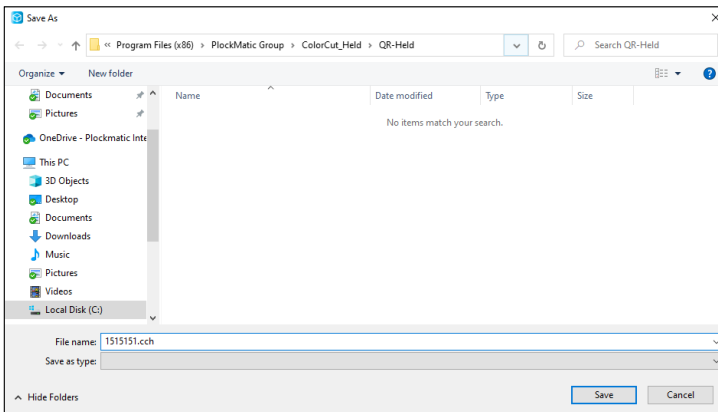 Save As
« Program Files (x86) > PlockMatic Group > ColorCut_Held > QR-Held
Search QR-Held
Organize
New folder
Name
Date modified
Type
Size
No items match your search.
Documents
Pictures
OneDrive - Plockmatic Inte
This PC
3D Objects
Desktop
Documents
Downloads
Music
Pictures
Videos
Local Disk (C:)
File name: 1515151.cch
Save as type:
Hide Folders
Save
Cancel